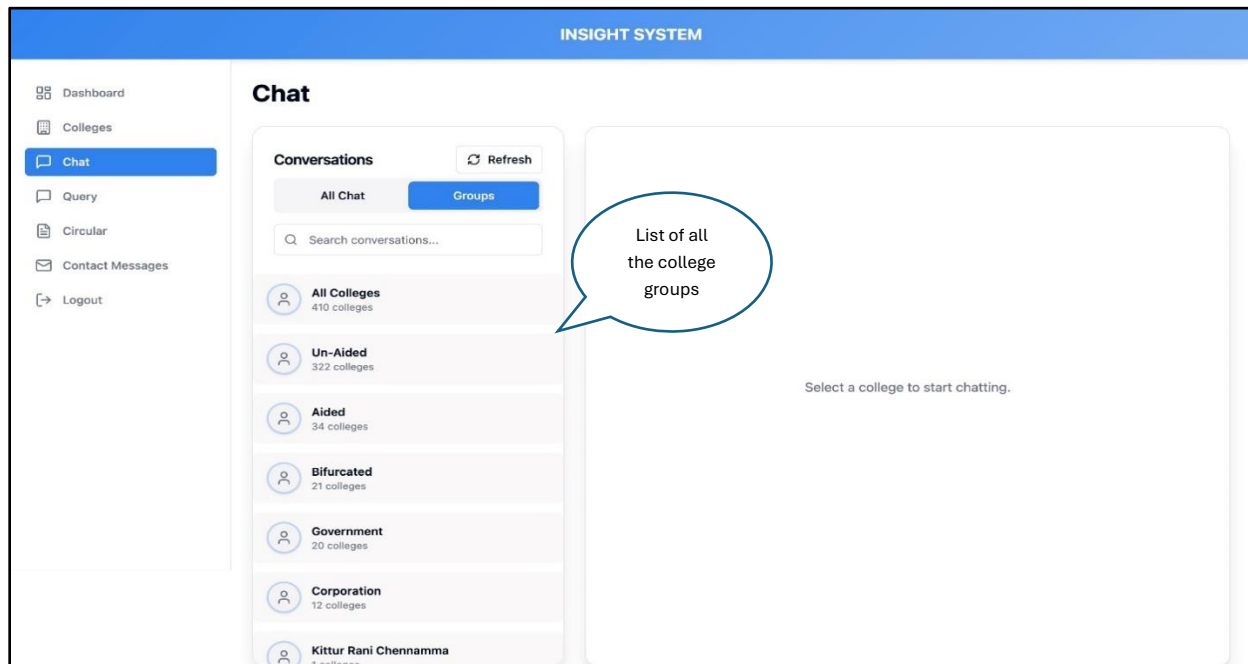 INSIGHT SYSTEM
Dashboard
Colleges
Chat
Query
Circular
Contact Messages
Logout
Chat
Conversations
Refresh
All Chat
Groups
Search conversations...
All Colleges
410 colleges
Un-Aided
322 colleges
Aided
34 colleges
Bifurcated
21 colleges
Government
20 colleges
Corporation
12 colleges
Kittur Rani Chennamma
List of all
the college
groups
Select a college to start chatting.